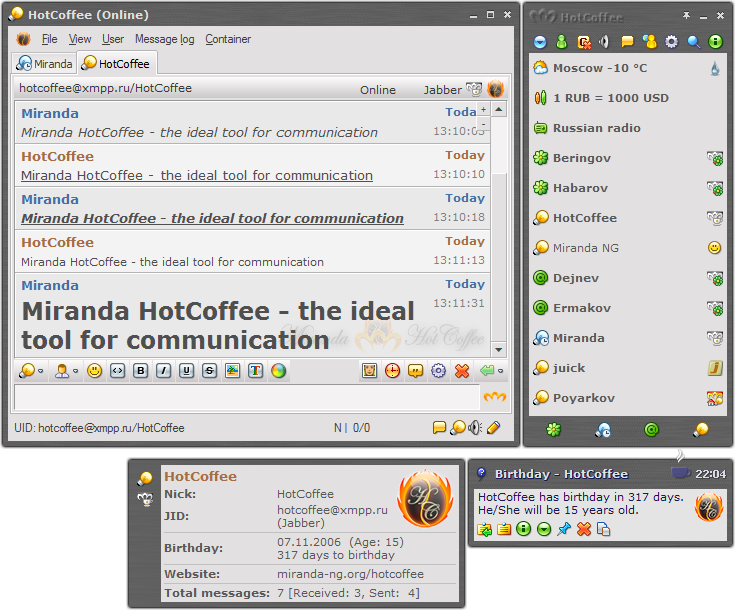 HotCoffee (Online)
File View User Message log Container
Miranda HotCoffee
hotcoffee@xmpp.ru/HotCoffee Online Jabber
Miranda Today
Miranda HotCoffee - the ideal tool for communication 13:10:03
HotCoffee Today
Miranda HotCoffee - the ideal tool for communication 13:10:10
Miranda Today
Miranda HotCoffee - the ideal tool for communication 13:10:18
HotCoffee Today
Miranda HotCoffee - the ideal tool for communication 13:11:13
Miranda Today
Miranda HotCoffee - the ideal 13:11:31
tool for communication
Miranda HotCoffee
B I U S T
UID: hotcoffee@xmpp.ru/HotCoffee N | 0/0
HotCoffee
Moscow -10 °C
1 RUB = 1000 USD
Russian radio
Beringov
Habarov
HotCoffee
Miranda NG
Dejnev
Ermakov
Miranda
juick
Poyarkov
HotCoffee
Nick: HotCoffee
JID: hotcoffee@xmpp.ru
(Jabber)
Birthday: 07.11.2006 (Age: 15)
317 days to birthday
Website: miranda-ng.org/hotcoffee
Total messages: 7 [Received: 3, Sent: 4]
Birthday - HotCoffee 22:04
HotCoffee has birthday in 317 days.
He/She will be 15 years old.